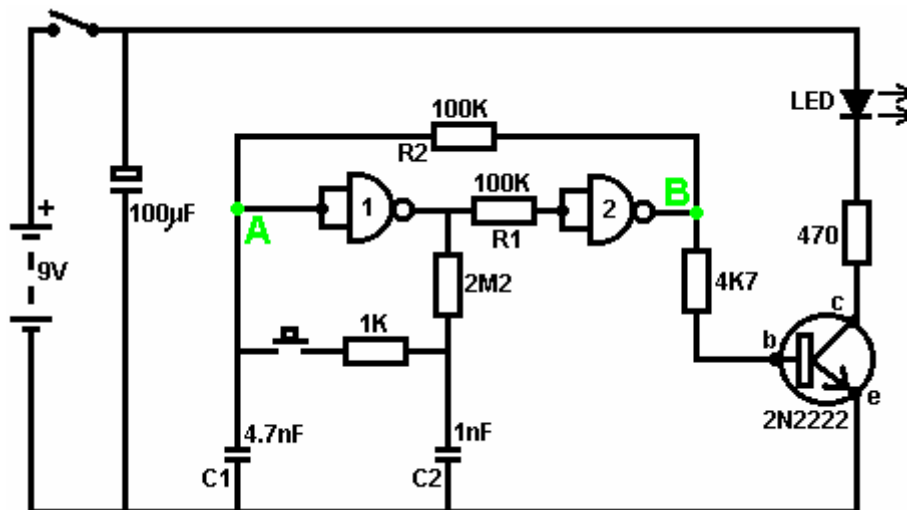 LED
100K
R2
A
1
100K
R1
2
B
+
100µF
9V
2M2
4K7
470
1K
c
b
e
2N2222
4.7nF
C1
1nF
C2